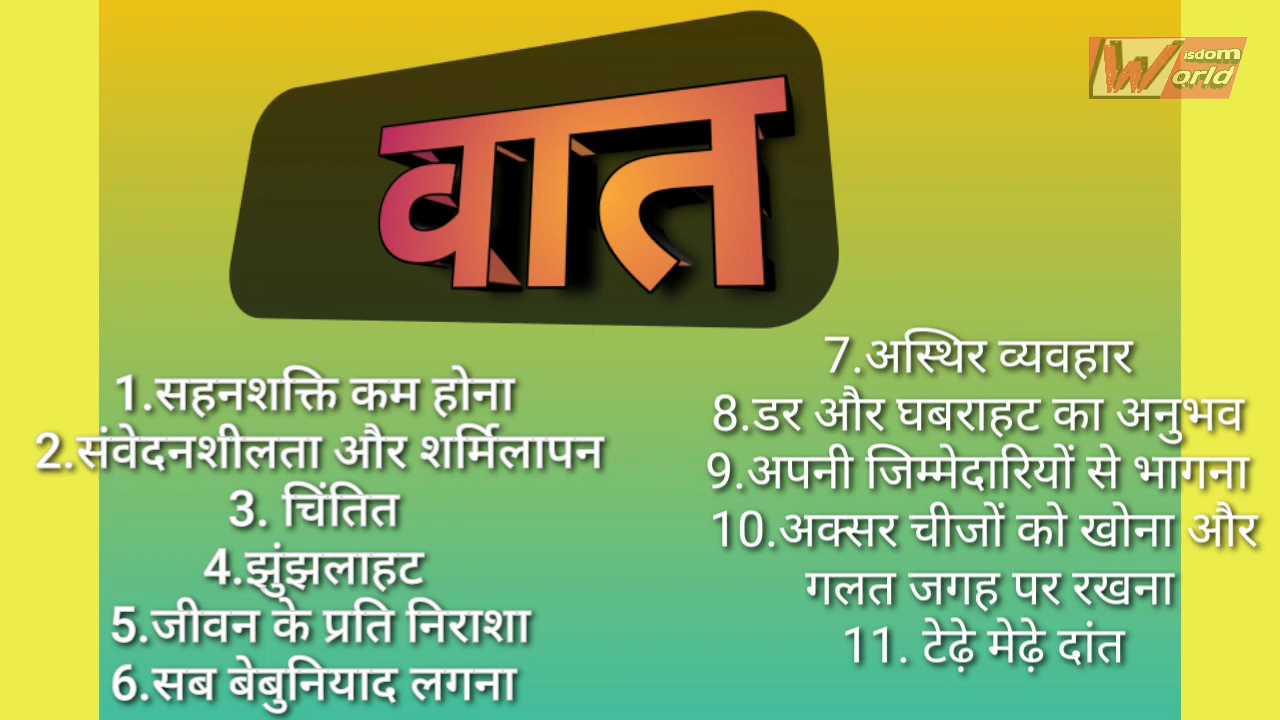 Wisdom
World
वात
1.सहनशक्ति कम होना
2.संवेदनशीलता और शर्मिलापन
3. चिंतित
4.झुंझलाहट
5.जीवन के प्रति निराशा
6.सब बेबुनियाद लगना
7.अस्थिर व्यवहार
8.डर और घबराहट का अनुभव
9.अपनी जिम्मेदारियों से भागना
10.अक्सर चीजों को खोना और
गलत जगह पर रखना
11. टेढ़े मेढ़े दांत